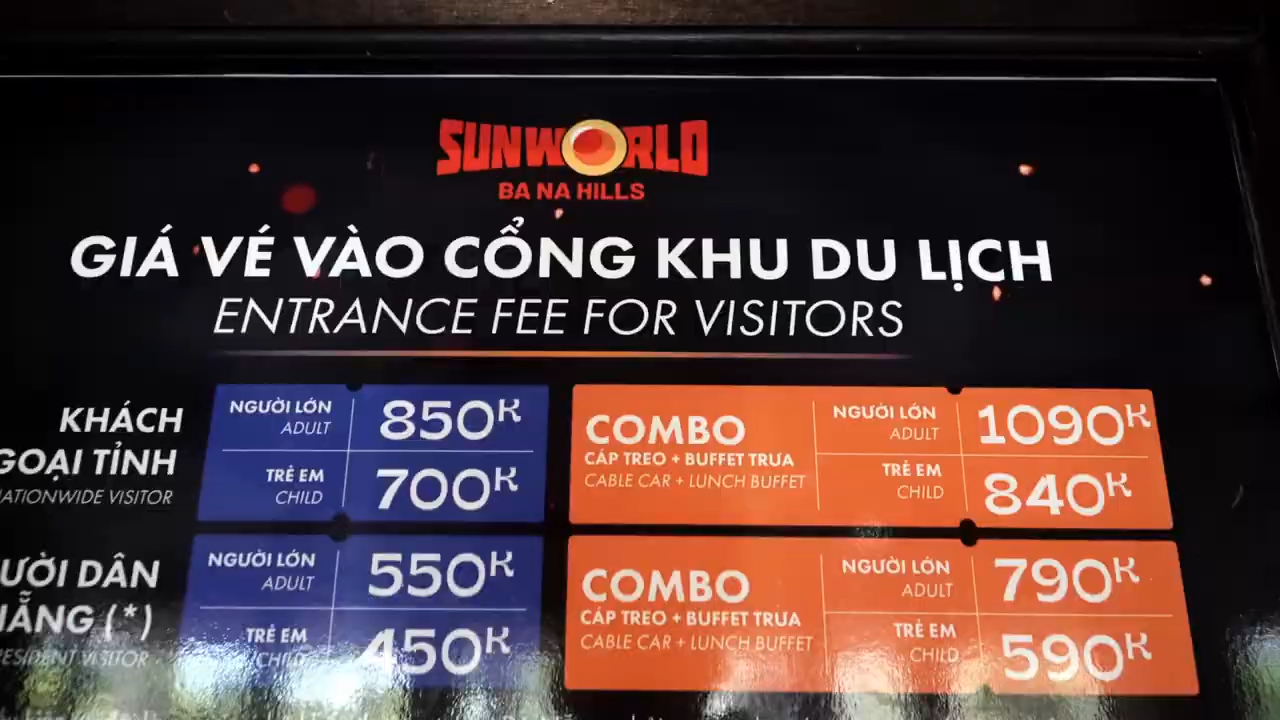 SUNWORLD
BA NA HILLS
GIÁ VÉ VÀO CỔNG KHU DU LỊCH
ENTRANCE FEE FOR VISITORS
KHÁCH
GOẠI TỈNH
NATIONWIDE VISITOR
NGƯỜI LỚN
ADULT
850K
TRẺ EM
CHILD
700K
COMBO
CÁP TREO + BUFFET TRƯA
CABLE CAR + LUNCH BUFFET
NGƯỜI LỚN
ADULT
1090K
TRẺ EM
CHILD
840K
ƯỜI DÂN
NẴNG (*)
RESIDENT VISITOR
NGƯỜI LỚN
ADULT
550K
TRẺ EM
CHILD
450K
COMBO
CÁP TREO + BUFFET TRƯA
CABLE CAR + LUNCH BUFFET
NGƯỜI LỚN
ADULT
790K
TRẺ EM
CHILD
590K